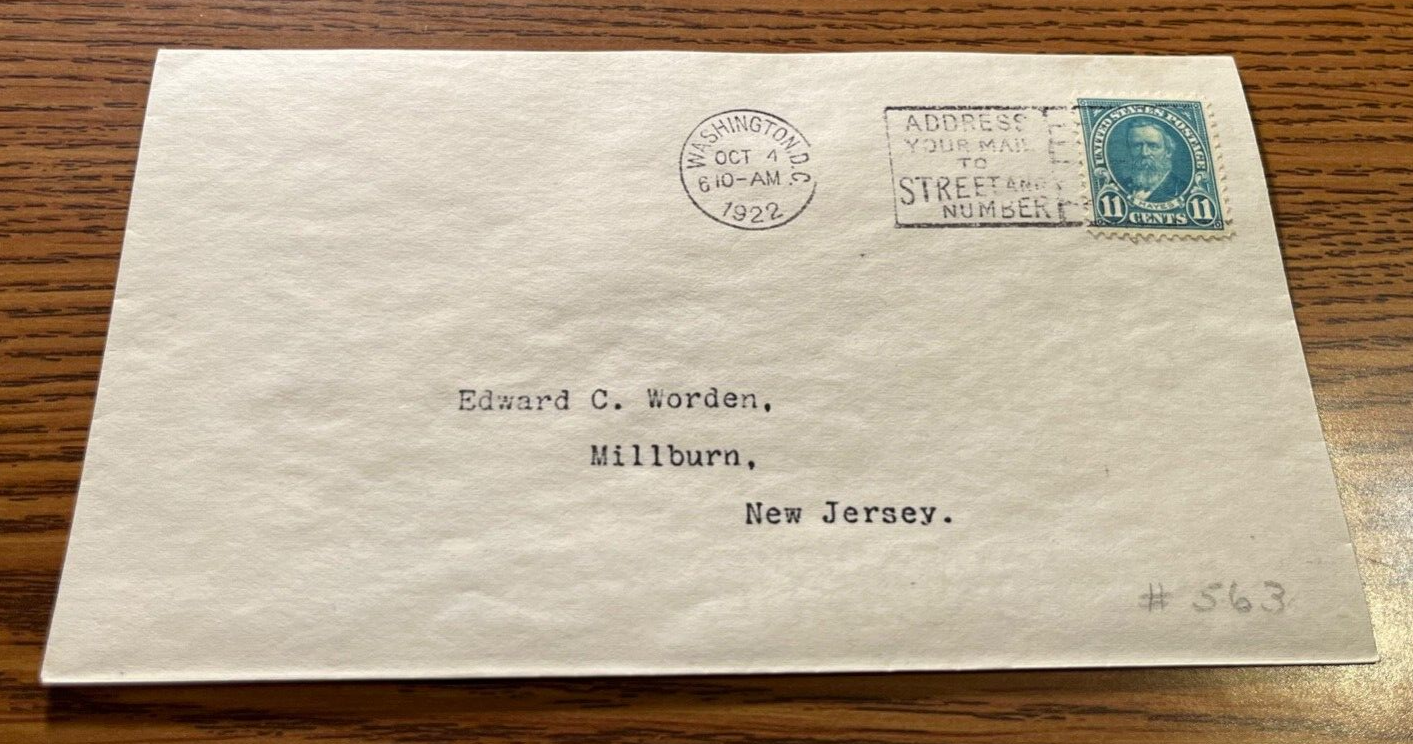 WASHINGTON, D.C.
OCT 4
6 10-AM
1922
ADDRESS
YOUR MAIL
TO
STREET AND
NUMBER
UNITED STATES POSTAGE
HAYES
11 CENTS 11
Edward C. Worden,
Millburn,
New Jersey.
# 563